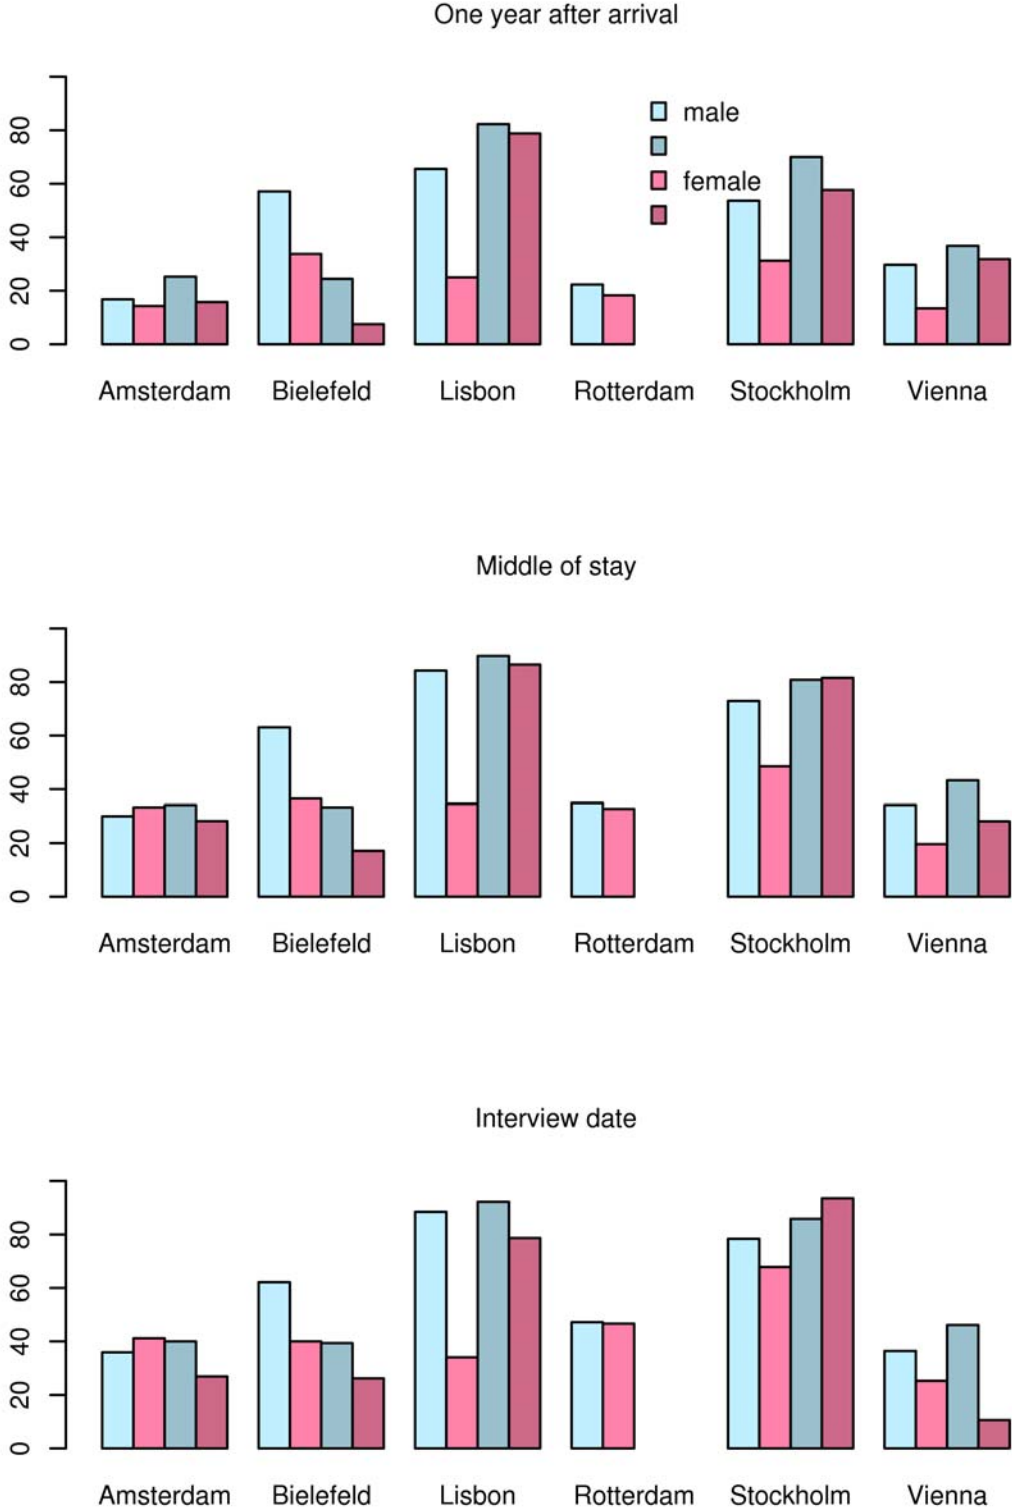 One year after arrival
80
60
40
20
0
male
female
Amsterdam Bielefeld Lisbon Rotterdam Stockholm Vienna
Middle of stay
80
60
40
20
0
Amsterdam Bielefeld Lisbon Rotterdam Stockholm Vienna
Interview date
80
60
40
20
0
Amsterdam Bielefeld Lisbon Rotterdam Stockholm Vienna